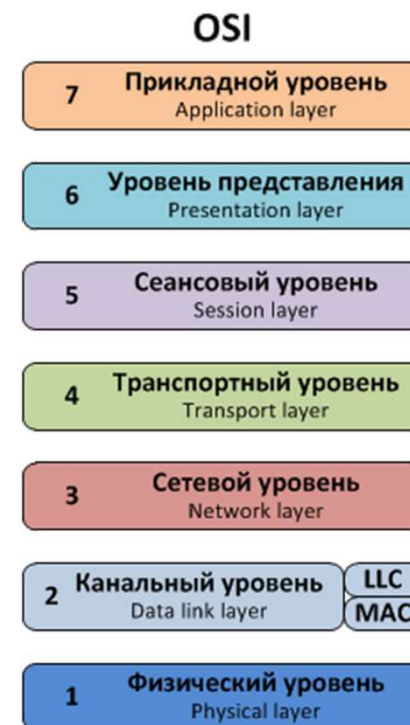 OSI
7
Прикладной уровень
Application layer
6
Уровень представления
Presentation layer
5
Сеансовый уровень
Session layer
4
Транспортный уровень
Transport layer
3
Сетевой уровень
Network layer
2
Канальный уровень
Data link layer
LLC
MAC
1
Физический уровень
Physical layer